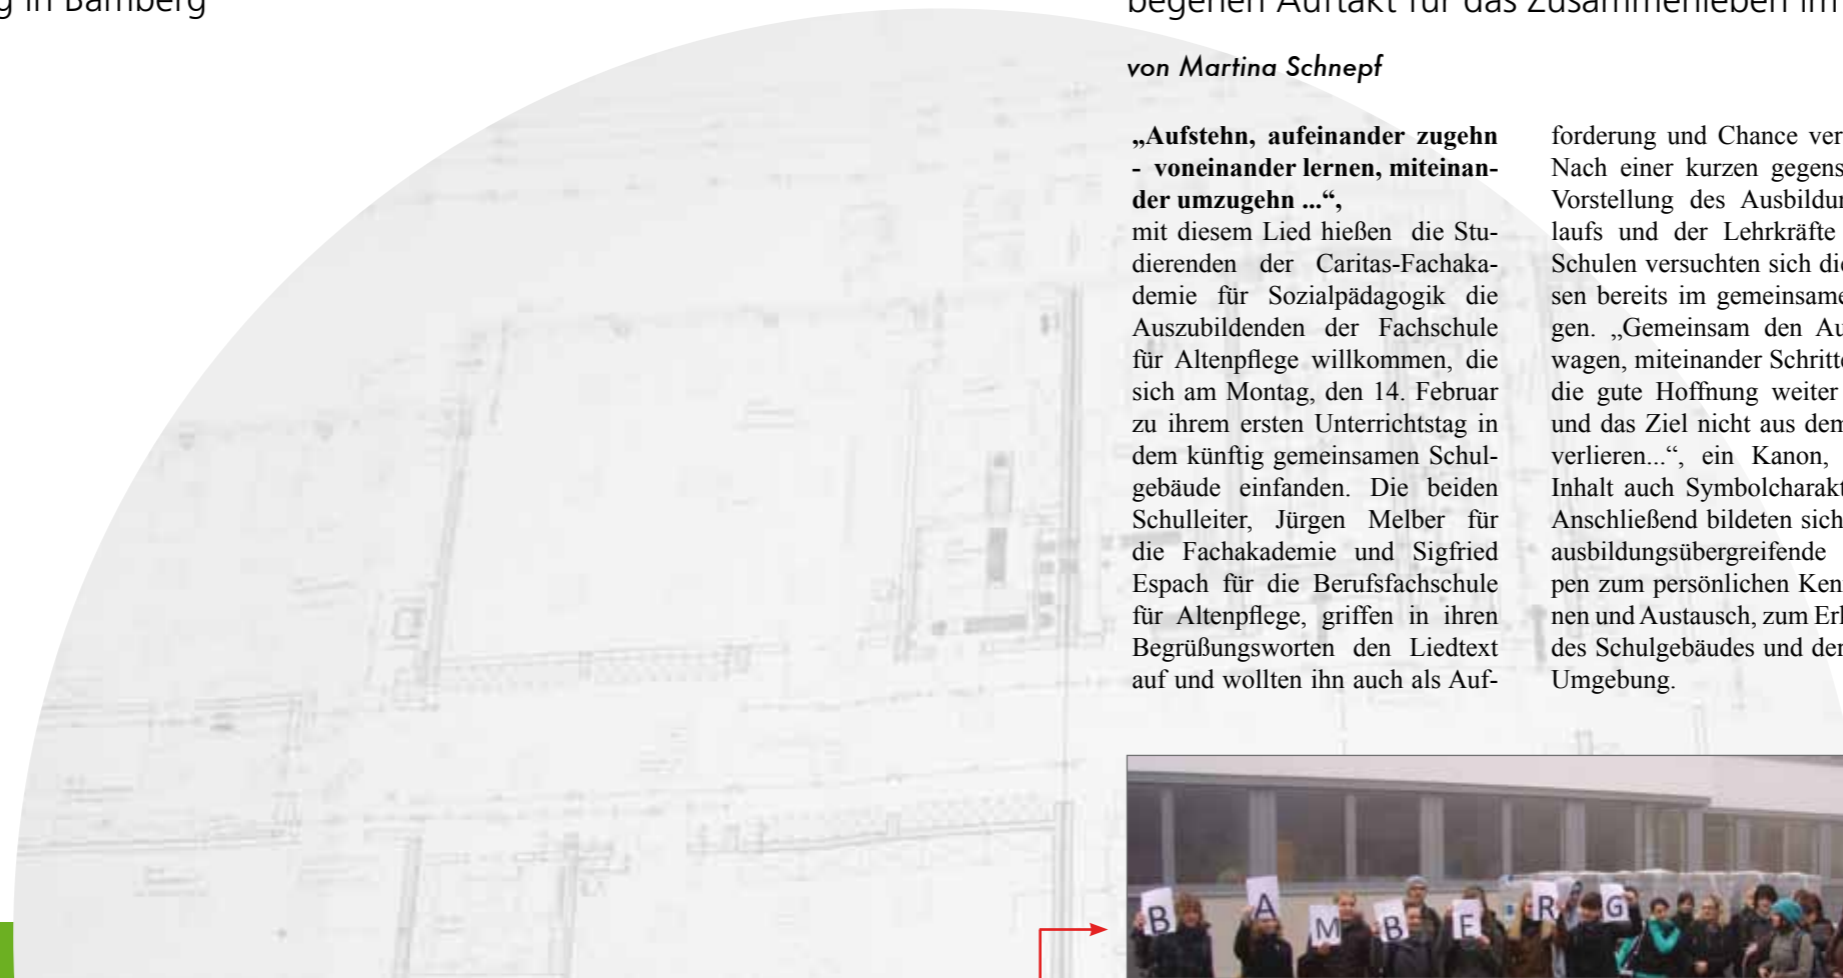 g in Bamberg
begehen Auftakt für das Zusammenleben im
von Martina Schnepf
„Aufstehn, aufeinander zugehn
- voneinander lernen, miteinan-
der umzugehn ...“,
mit diesem Lied hießen die Stu-
dierenden der Caritas-Fachaka-
demie für Sozialpädagogik die
Auszubildenden der Fachschule
für Altenpflege willkommen, die
sich am Montag, den 14. Februar
zu ihrem ersten Unterrichtstag in
dem künftig gemeinsamen Schul-
gebäude einfanden. Die beiden
Schulleiter, Jürgen Melber für
die Fachakademie und Sigfried
Espach für die Berufsfachschule
für Altenpflege, griffen in ihren
Begrüßungsworten den Liedtext
auf und wollten ihn auch als Auf-
forderung und Chance ver
Nach einer kurzen gegens
Vorstellung des Ausbildun
laufs und der Lehrkräfte
Schulen versuchten sich die
sen bereits im gemeinsame
gen. „Gemeinsam den Au
wagen, miteinander Schritte
die gute Hoffnung weiter
und das Ziel nicht aus dem
verlieren...“, ein Kanon,
Inhalt auch Symbolcharakt
Anschließend bildeten sich
ausbildungsübergreifende
pen zum persönlichen Ken
nen und Austausch, zum Erl
des Schulgebäudes und der
Umgebung.
B A M B E R G